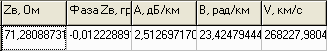 Zв, Ом Фаза Zв, гр A, дБ/км B, рад/км V, км/с
71,28088731 -0,01222889 2,512697170 23,42479444 268227,9804